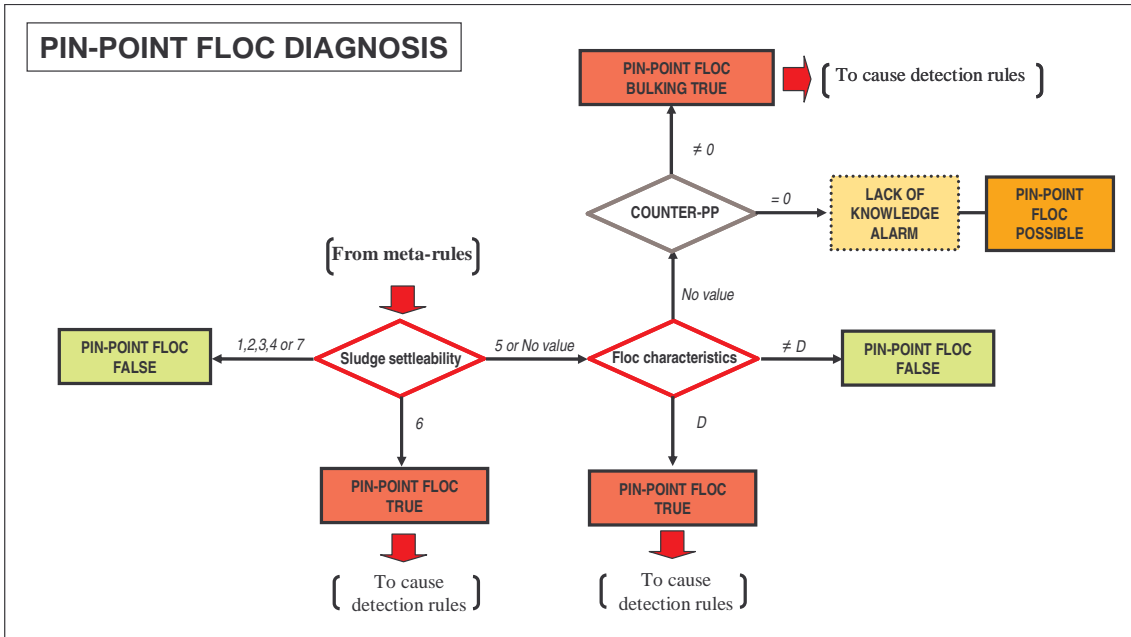 PIN-POINT FLOC DIAGNOSIS
PIN-POINT FLOC
BULKING TRUE
To cause detection rules
≠ 0
COUNTER-PP
= 0
LACK OF
KNOWLEDGE
ALARM
PIN-POINT
FLOC
POSSIBLE
From meta-rules
No value
PIN-POINT FLOC
FALSE
1,2,3,4 or 7
Sludge settleability
5 or No value
Floc characteristics
≠ D
PIN-POINT FLOC
FALSE
6
D
PIN-POINT FLOC
TRUE
PIN-POINT FLOC
TRUE
To cause
detection rules
To cause
detection rules